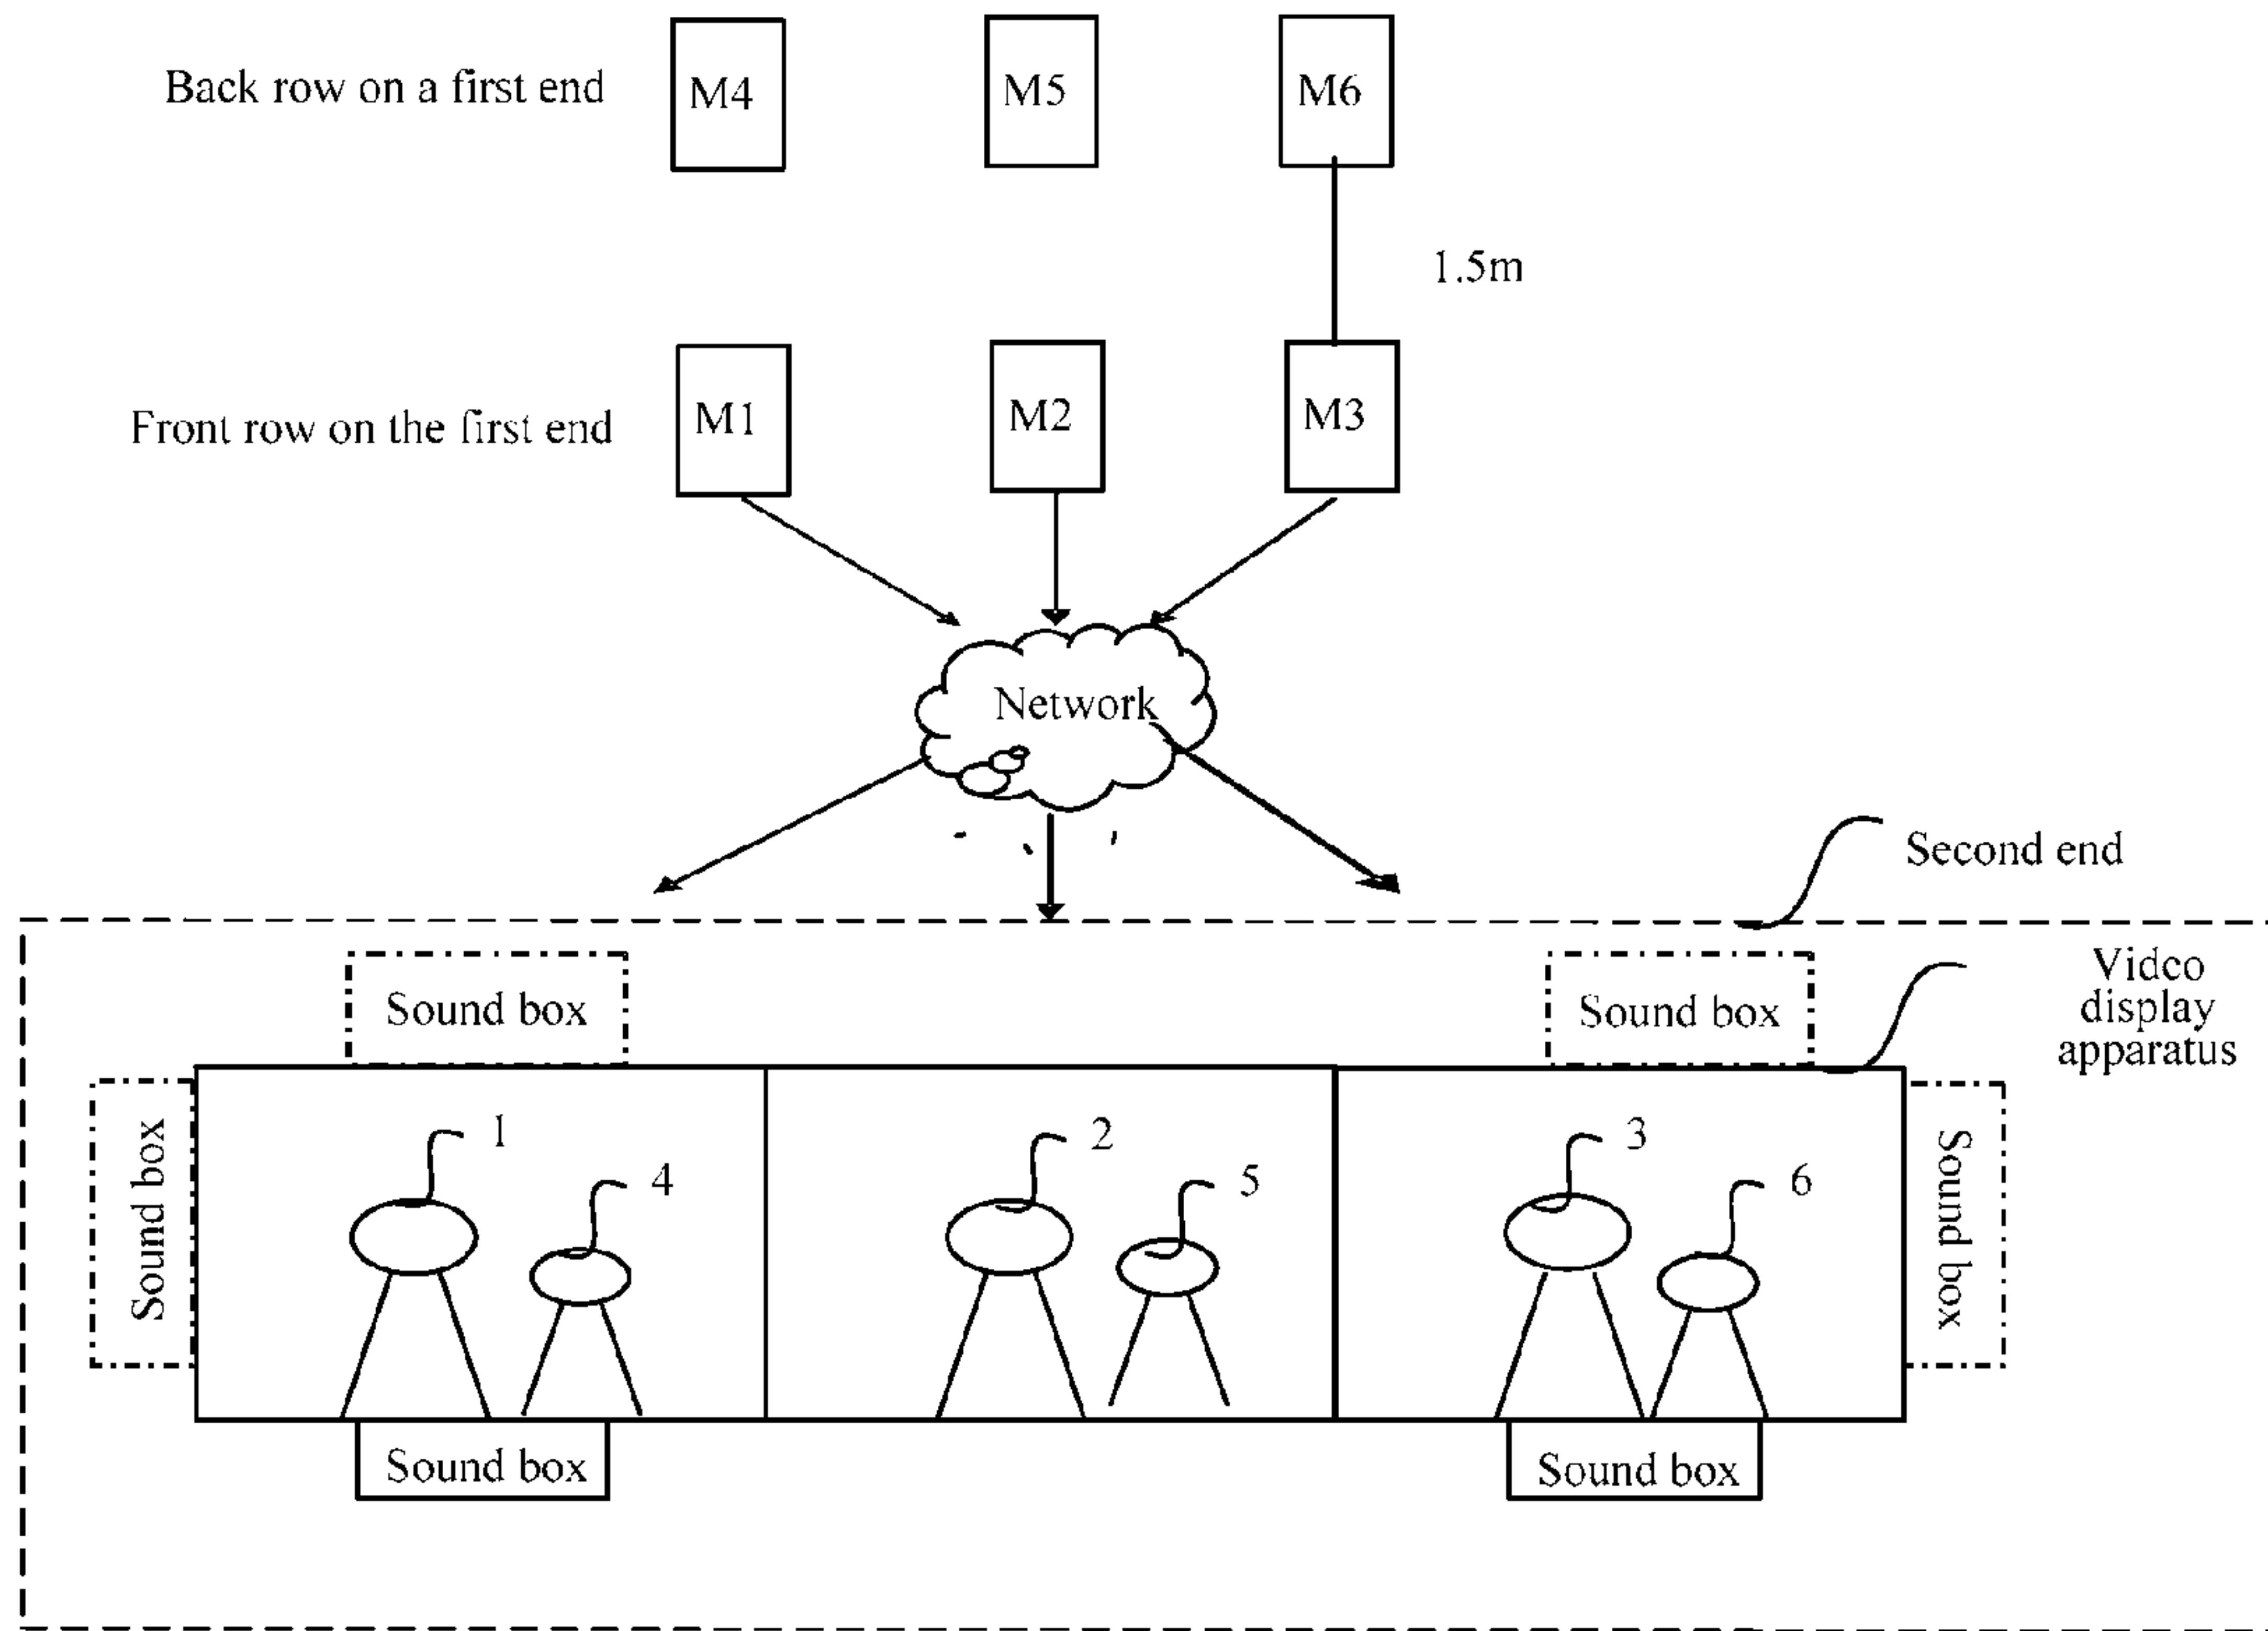 Back row on a first end
M4
M5
M6
1.5m
Front row on the first end
M1
M2
M3
Network
Second end
Sound box
Sound box
Video
display
apparatus
Sound box
1
4
2
5
3
6
Sound box
Sound box
Sound box